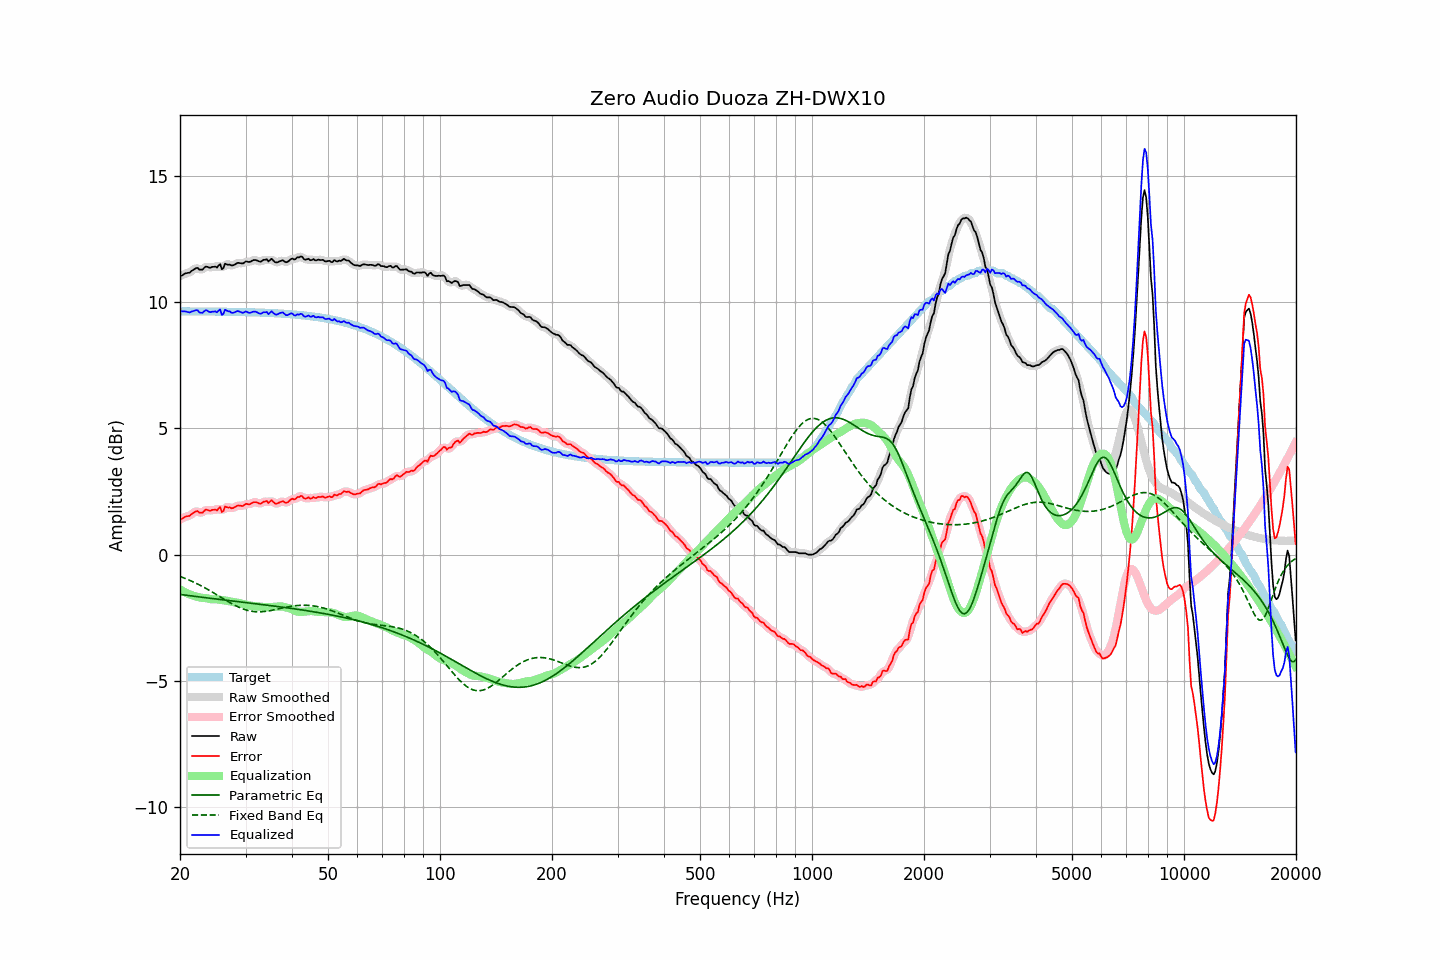 Zero Audio Duoza ZH-DWX10
Amplitude (dBr)
15
10
5
0
−5
−10
Target
Raw Smoothed
Error Smoothed
Raw
Error
Equalization
Parametric Eq
Fixed Band Eq
Equalized
20 50 100 200 500 1000 2000 5000 10000 20000
Frequency (Hz)